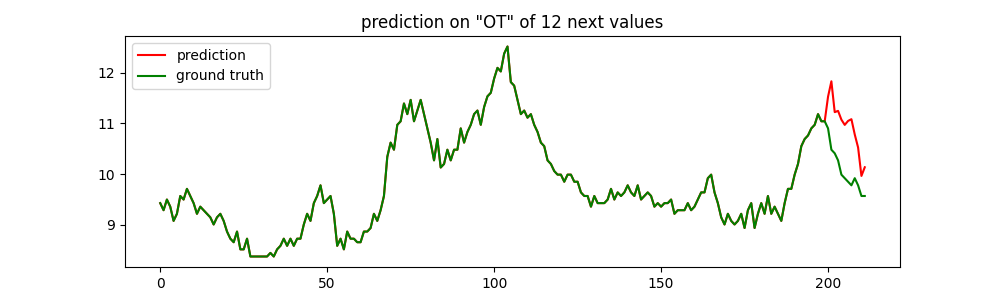 prediction on "OT" of 12 next values
prediction
ground truth
12
11
10
9
0 50 100 150 200